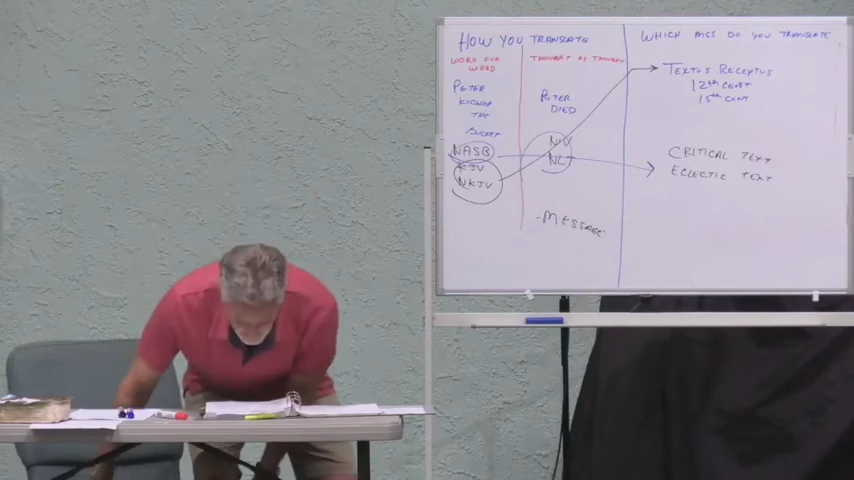 HOW YOU TRANSLATE
WORD FOR
WORD
PETER
KICKED
THE
BUCKET
NASB
KJV
NKJV
THOUGHT BY THOUGHT
PETER
DIED
NIV
MESSAGE
WHICH MSS DO YOU TRANSLATE
TEXTUS RECEPTUS
12th CENT
15th CENT
CRITICAL TEXT
ECLECTIC TEXT